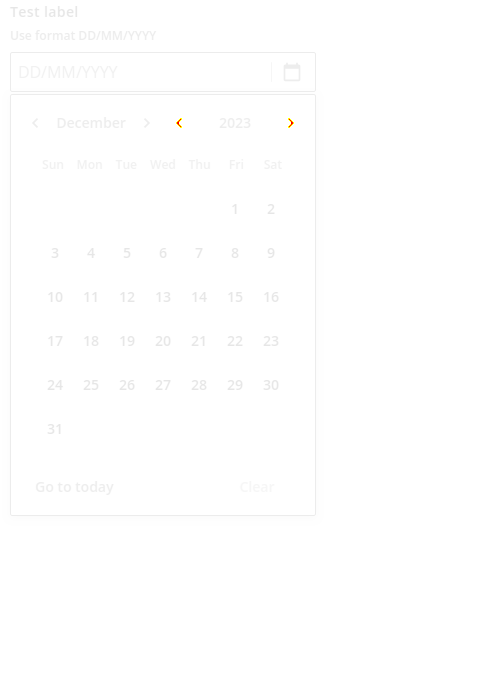 Test label
Use format DD/MM/YYYY
DD/MM/YYYY
December 2023
Sun Mon Tue Wed Thu Fri Sat
1 2
3 4 5 6 7 8 9
10 11 12 13 14 15 16
17 18 19 20 21 22 23
24 25 26 27 28 29 30
31
Go to today Clear